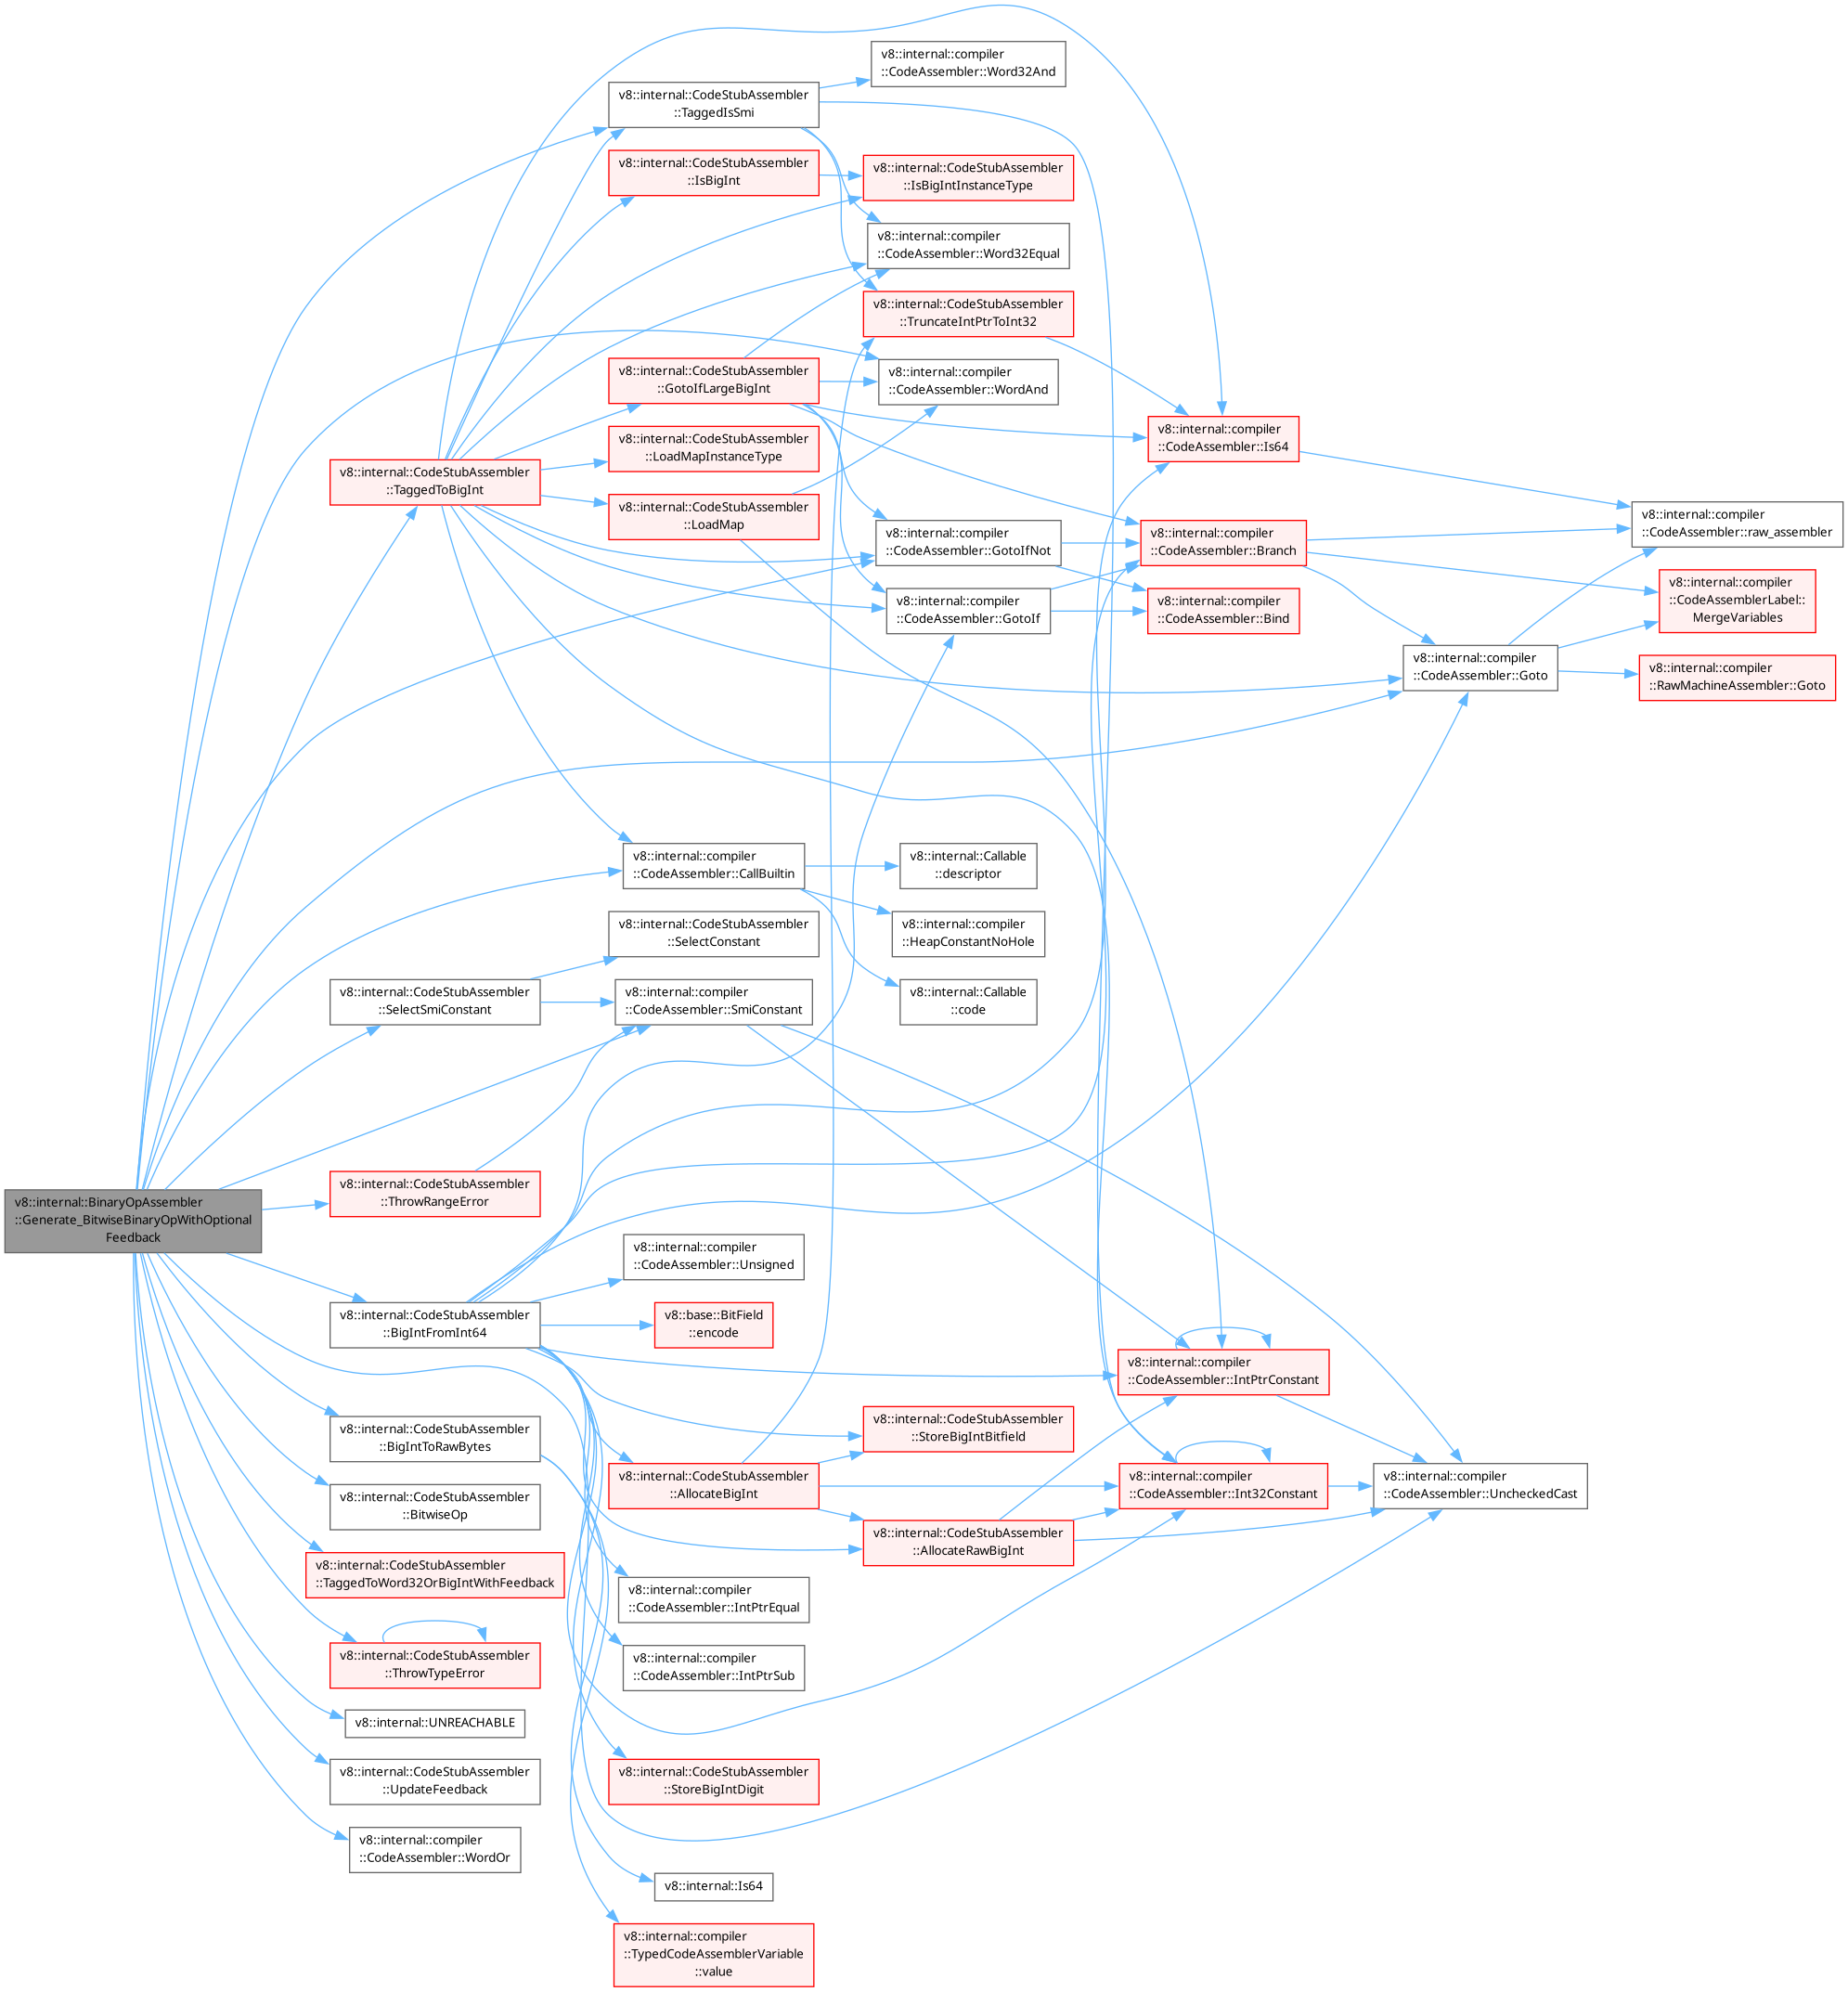 v8::internal::BinaryOpAssembler
::Generate_BitwiseBinaryOpWithOptional
Feedback
v8::internal::CodeStubAssembler
::TaggedToBigInt
v8::internal::CodeStubAssembler
::SelectSmiConstant
v8::internal::CodeStubAssembler
::ThrowRangeError
v8::internal::CodeStubAssembler
::BigIntFromInt64
v8::internal::CodeStubAssembler
::BigIntToRawBytes
v8::internal::CodeStubAssembler
::BitwiseOp
v8::internal::CodeStubAssembler
::TaggedToWord32OrBigIntWithFeedback
v8::internal::CodeStubAssembler
::ThrowTypeError
v8::internal::UNREACHABLE
v8::internal::CodeStubAssembler
::UpdateFeedback
v8::internal::compiler
::CodeAssembler::WordOr
v8::internal::CodeStubAssembler
::TaggedIsSmi
v8::internal::CodeStubAssembler
::IsBigInt
v8::internal::CodeStubAssembler
::GotoIfLargeBigInt
v8::internal::CodeStubAssembler
::LoadMapInstanceType
v8::internal::CodeStubAssembler
::LoadMap
v8::internal::compiler
::CodeAssembler::CallBuiltin
v8::internal::CodeStubAssembler
::SelectConstant
v8::internal::compiler
::CodeAssembler::SmiConstant
v8::internal::compiler
::CodeAssembler::Unsigned
v8::base::BitField
::encode
v8::internal::CodeStubAssembler
::AllocateBigInt
v8::internal::compiler
::CodeAssembler::IntPtrEqual
v8::internal::compiler
::CodeAssembler::IntPtrSub
v8::internal::CodeStubAssembler
::StoreBigIntDigit
v8::internal::Is64
v8::internal::compiler
::TypedCodeAssemblerVariable
::value
v8::internal::compiler
::CodeAssembler::Word32And
v8::internal::CodeStubAssembler
::IsBigIntInstanceType
v8::internal::compiler
::CodeAssembler::Word32Equal
v8::internal::CodeStubAssembler
::TruncateIntPtrToInt32
v8::internal::compiler
::CodeAssembler::WordAnd
v8::internal::compiler
::CodeAssembler::GotoIfNot
v8::internal::compiler
::CodeAssembler::GotoIf
v8::internal::Callable
::descriptor
v8::internal::compiler
::HeapConstantNoHole
v8::internal::Callable
::code
v8::internal::CodeStubAssembler
::StoreBigIntBitfield
v8::internal::CodeStubAssembler
::AllocateRawBigInt
v8::internal::compiler
::CodeAssembler::Is64
v8::internal::compiler
::CodeAssembler::Branch
v8::internal::compiler
::CodeAssembler::Bind
v8::internal::compiler
::CodeAssembler::IntPtrConstant
v8::internal::compiler
::CodeAssembler::Int32Constant
v8::internal::compiler
::CodeAssembler::Goto
v8::internal::compiler
::CodeAssembler::UncheckedCast
v8::internal::compiler
::CodeAssembler::raw_assembler
v8::internal::compiler
::CodeAssemblerLabel::
MergeVariables
v8::internal::compiler
::RawMachineAssembler::Goto